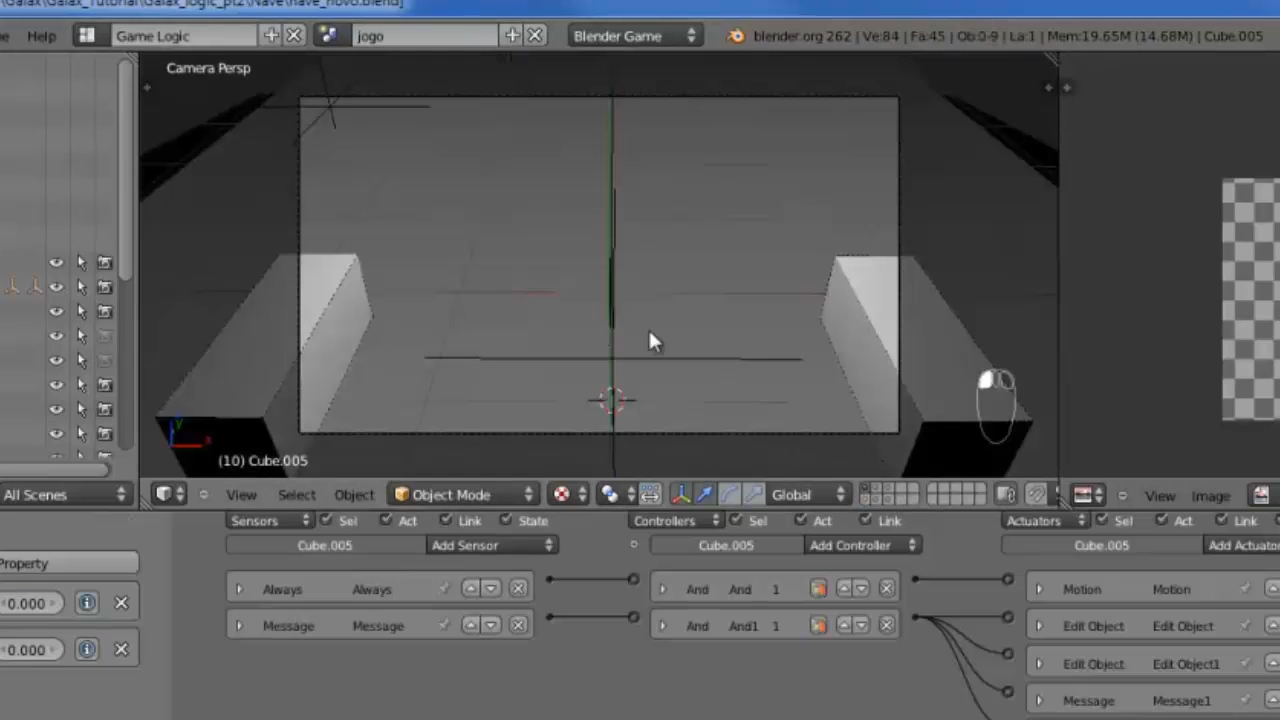 \Galax\Galax_Tutorial\Galax_logic_pt2\Nave\nave_novo.blend]
Help Game Logic jogo Blender Game blender.org 262 | Ve:84 | Fa:45 | Ob:0-9 | La:1 | Mem:19.65M (14.68M) | Cube.005
Camera Persp
y
x
(10) Cube.005
All Scenes View Select Object Object Mode Global View Image
Sensors Sel Act Link State Controllers Sel Act Link Actuators Sel Act Link
Cube.005 Add Sensor Cube.005 Add Controller Cube.005 Add Actuato
Property
Always Always And And 1 Motion Motion
0.000
Message Message And And1 1 Edit Object Edit Object
0.000
Edit Object Edit Object1
Message Message1